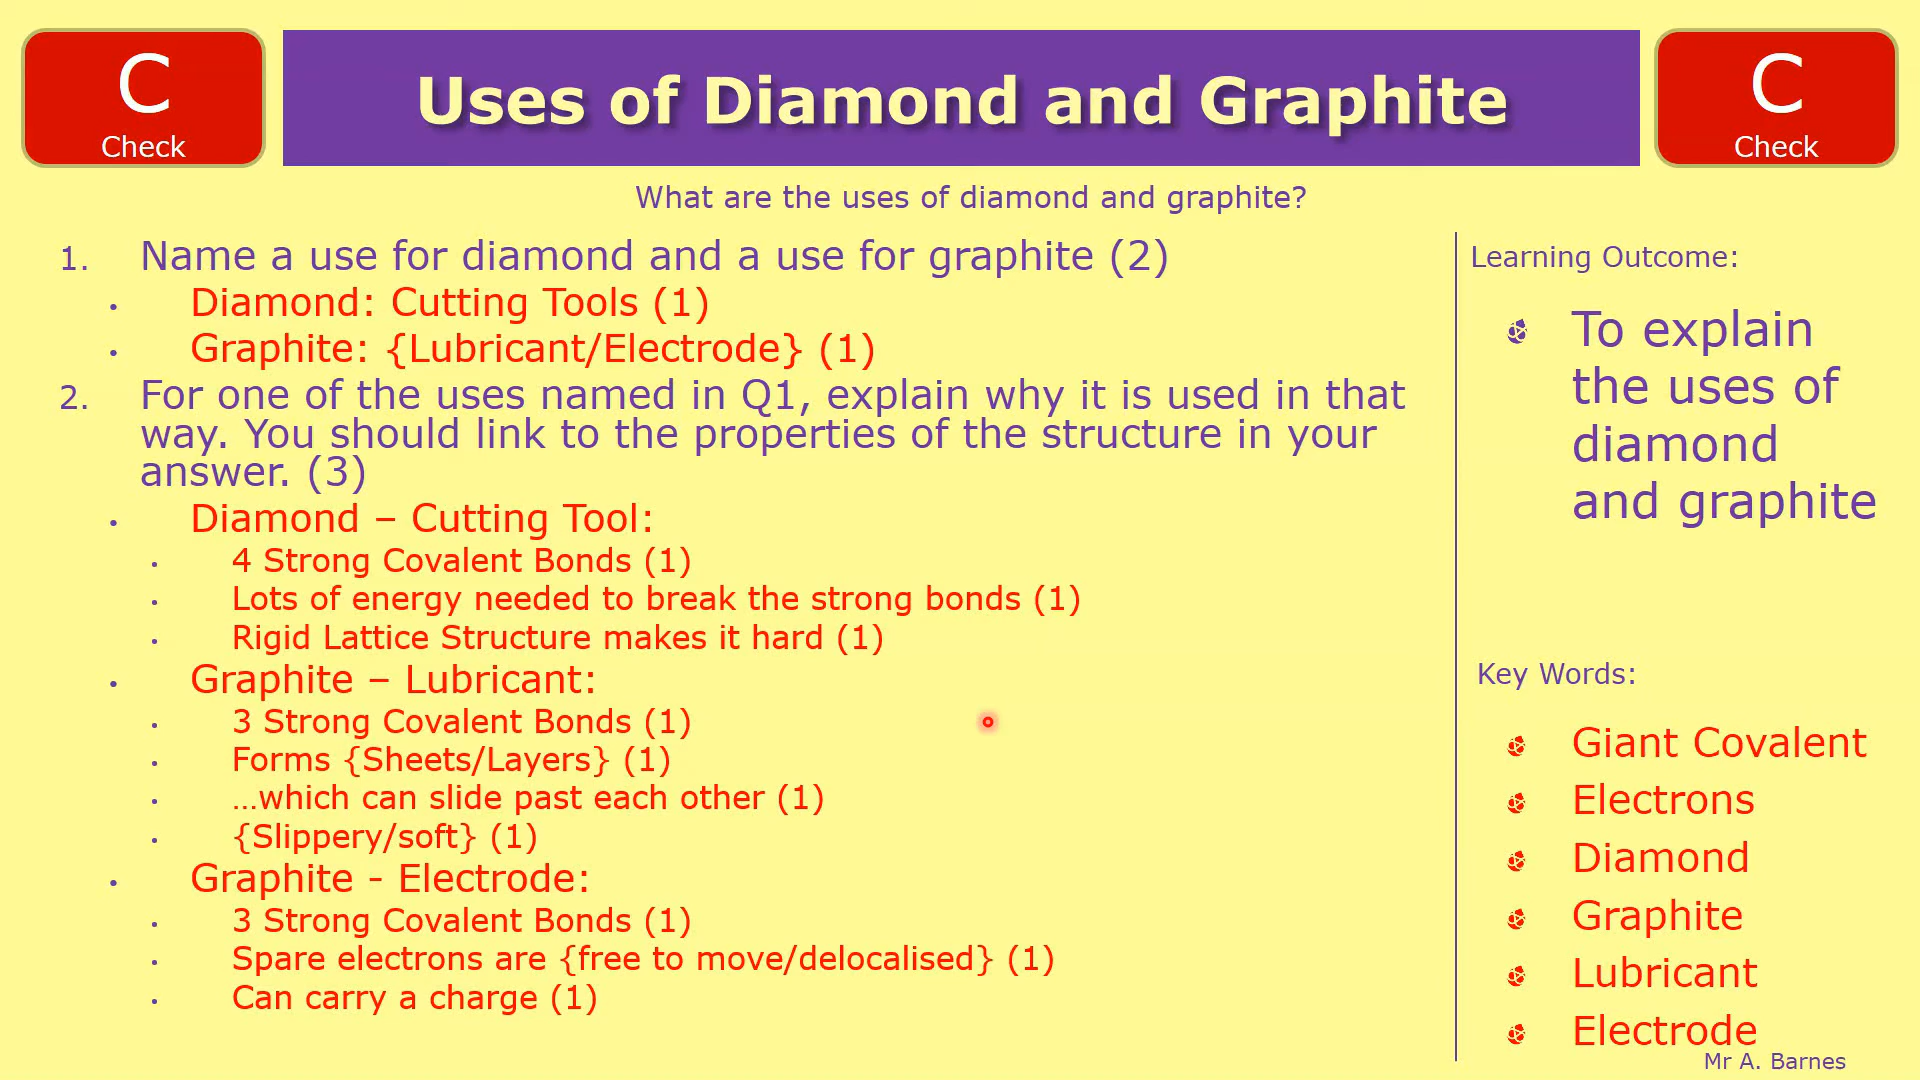 C
Check
Uses of Diamond and Graphite
C
Check
What are the uses of diamond and graphite?
1. Name a use for diamond and a use for graphite (2)
• Diamond: Cutting Tools (1)
• Graphite: {Lubricant/Electrode} (1)
2. For one of the uses named in Q1, explain why it is used in that
way. You should link to the properties of the structure in your
answer. (3)
• Diamond – Cutting Tool:
• 4 Strong Covalent Bonds (1)
• Lots of energy needed to break the strong bonds (1)
• Rigid Lattice Structure makes it hard (1)
• Graphite – Lubricant:
• 3 Strong Covalent Bonds (1)
• Forms {Sheets/Layers} (1)
• …which can slide past each other (1)
• {Slippery/soft} (1)
• Graphite - Electrode:
• 3 Strong Covalent Bonds (1)
• Spare electrons are {free to move/delocalised} (1)
• Can carry a charge (1)
Learning Outcome:
To explain
the uses of
diamond
and graphite
Key Words:
Giant Covalent
Electrons
Diamond
Graphite
Lubricant
Electrode
Mr A. Barnes